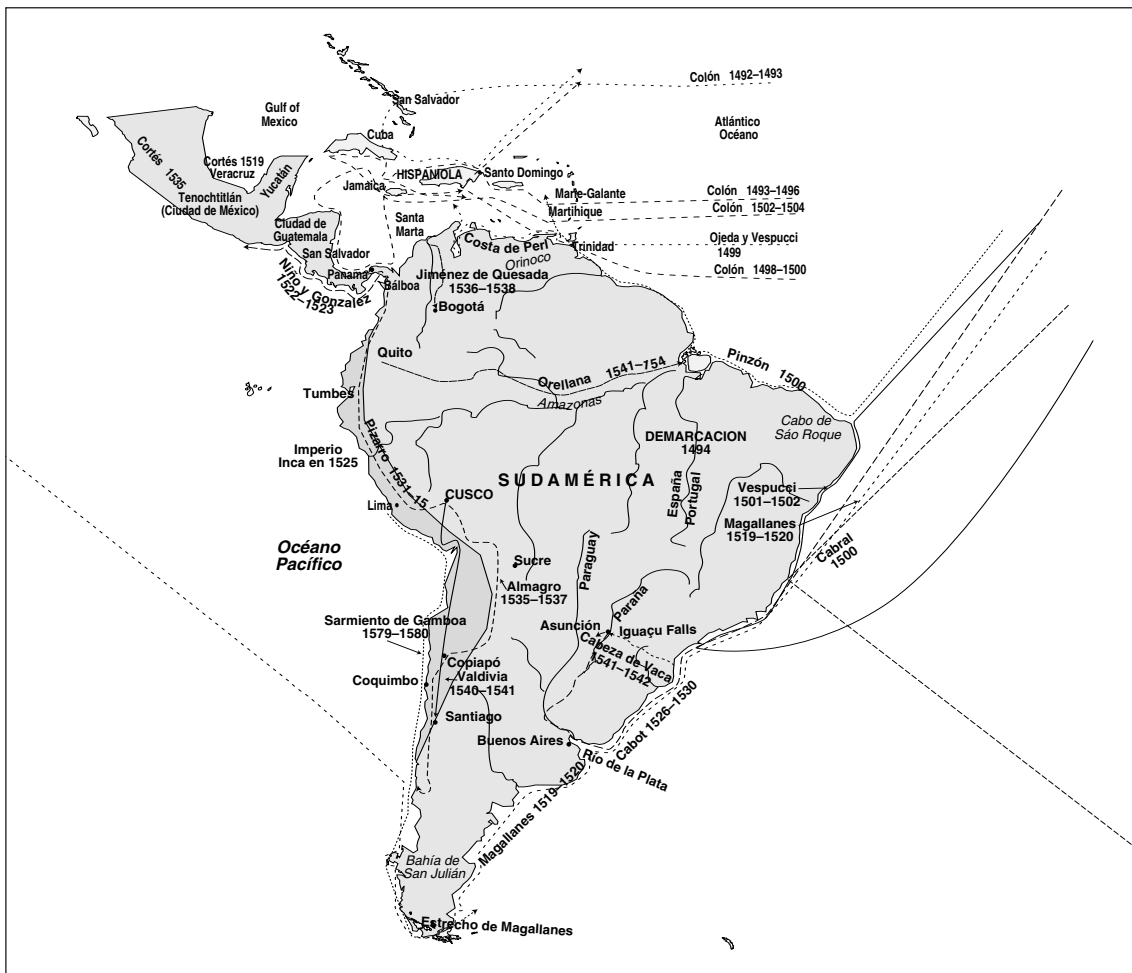 Colón 1492–1493
San Salvador
Gulf of
Mexico
Atlántico
Océano
Cuba
Cortés 1535
Cortés 1519
Veracruz
Yucatán
HISPANIOLA
Santo Domingo
Jamaica
Marie-Galante
Colón 1493–1496
Tenochtitlán
(Ciudad de México)
Martihique
Colón 1502–1504
Santa
Marta
Ciudad de
Guatemala
Costa de Perl
Trinidad
Ojeda y Vespucci
1499
San Salvador
Orinoco
Colón 1498–1500
Panama
Bálboa
Niño y Gonzalez
1522–1523
Jiménez de Quesada
1536–1538
Bogotá
Quito
Orellana 1541–154
Pinzón 1500
Amazonas
Tumbes
Cabo de
Sáo Roque
Pizarro 1531–15
DEMARCACION
1494
Imperio
Inca en 1525
SUDAMÉRICA
España
Portugal
CUSCO
Vespucci
1501–1502
Lima
Magallanes
1519–1520
Cabral
1500
Océano
Pacífico
Sucre
Paraguay
Almagro
1535–1537
Paraña
Sarmiento de Gamboa
1579–1580
Asunción
Iguaçu Falls
Cabeza de Vaca
1541–1542
Copiapó
Valdivia
1540–1541
Coquimbo
Santiago
Cabot 1526–1530
Buenos Aires
Río de la Plata
Magallanes 1519–1520
Bahía de
San Julián
Estrecho de Magallanes